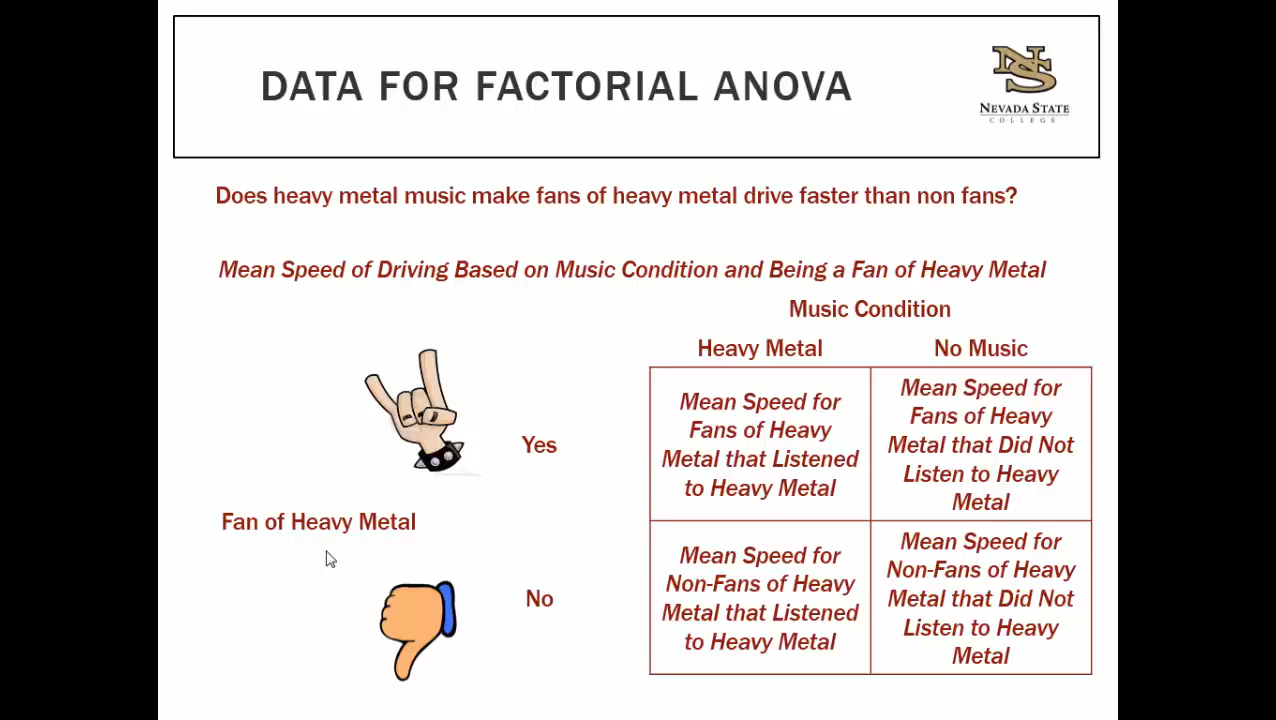 DATA FOR FACTORIAL ANOVA
NS
NEVADA STATE
COLLEGE
Does heavy metal music make fans of heavy metal drive faster than non fans?
Mean Speed of Driving Based on Music Condition and Being a Fan of Heavy Metal
Music Condition
Heavy Metal
No Music
Yes
Mean Speed for
Fans of Heavy
Metal that Listened
to Heavy Metal
Mean Speed for
Fans of Heavy
Metal that Did Not
Listen to Heavy
Metal
Fan of Heavy Metal
No
Mean Speed for
Non-Fans of Heavy
Metal that Listened
to Heavy Metal
Mean Speed for
Non-Fans of Heavy
Metal that Did Not
Listen to Heavy
Metal